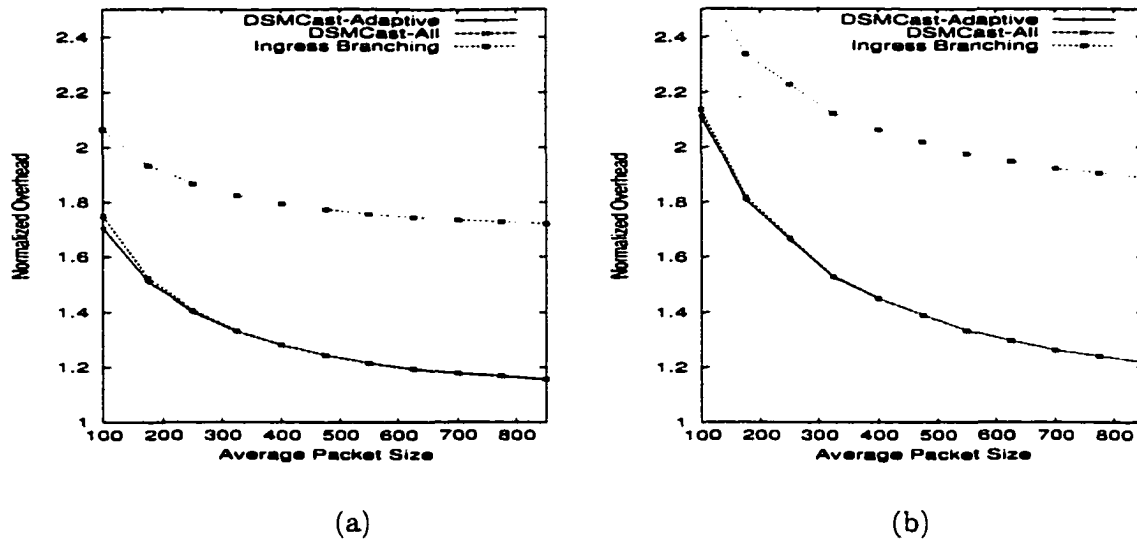 DSMCast-Adaptive
DSMCast-All
Ingress Branching
2.4
2.2
2
1.8
1.6
1.4
1.2
1
Normalized Overhead
100 200 300 400 500 600 700 800
Average Packet Size
(a)
DSMCast-Adaptive
DSMCast-All
Ingress Branching
2.4
2.2
2
1.8
1.6
1.4
1.2
1
Normalized Overhead
100 200 300 400 500 600 700 800
Average Packet Size
(b)